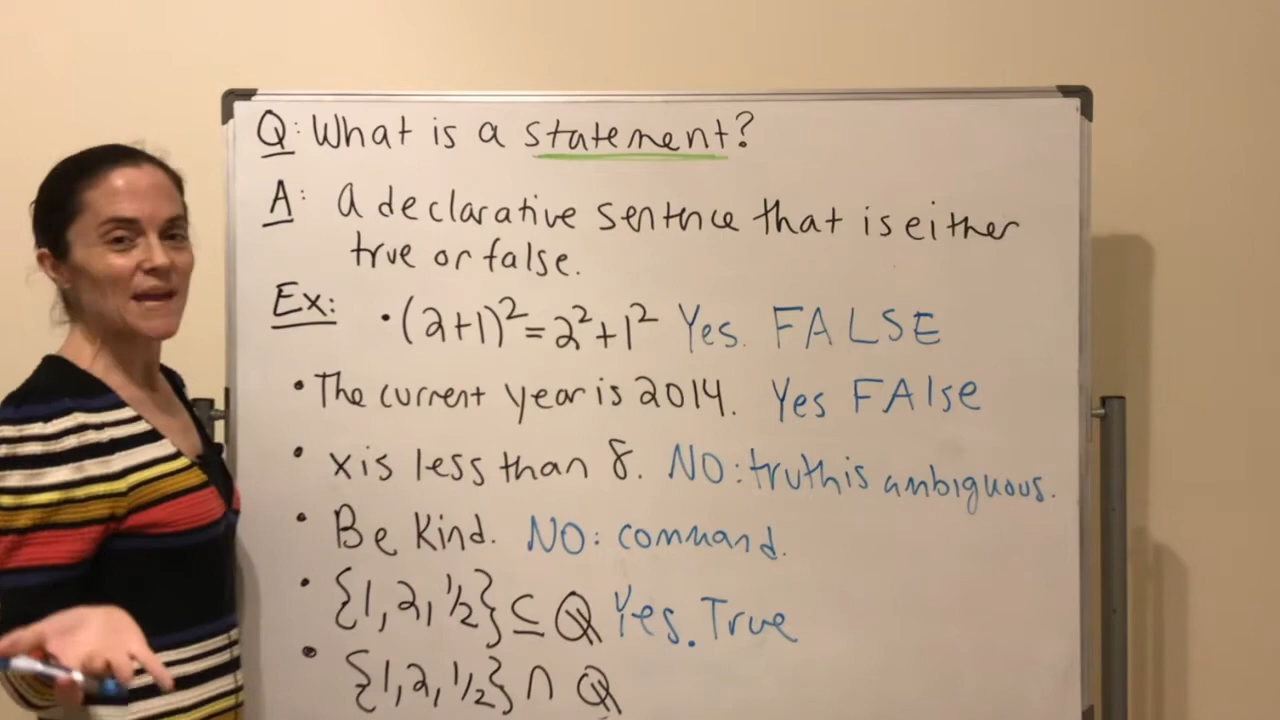 Q: What is a statement?
A: A declarative sentence that is either
true or false.
Ex: • (2+1)² = 2² + 1² Yes. FALSE
• The current year is 2014. Yes FAlse
• x is less than 8. NO: truth is ambiguous.
• Be Kind. NO: command.
• {1, 2, ½} ⊆ ℚ Yes. True
• {1, 2, ½} ∩ ℚ